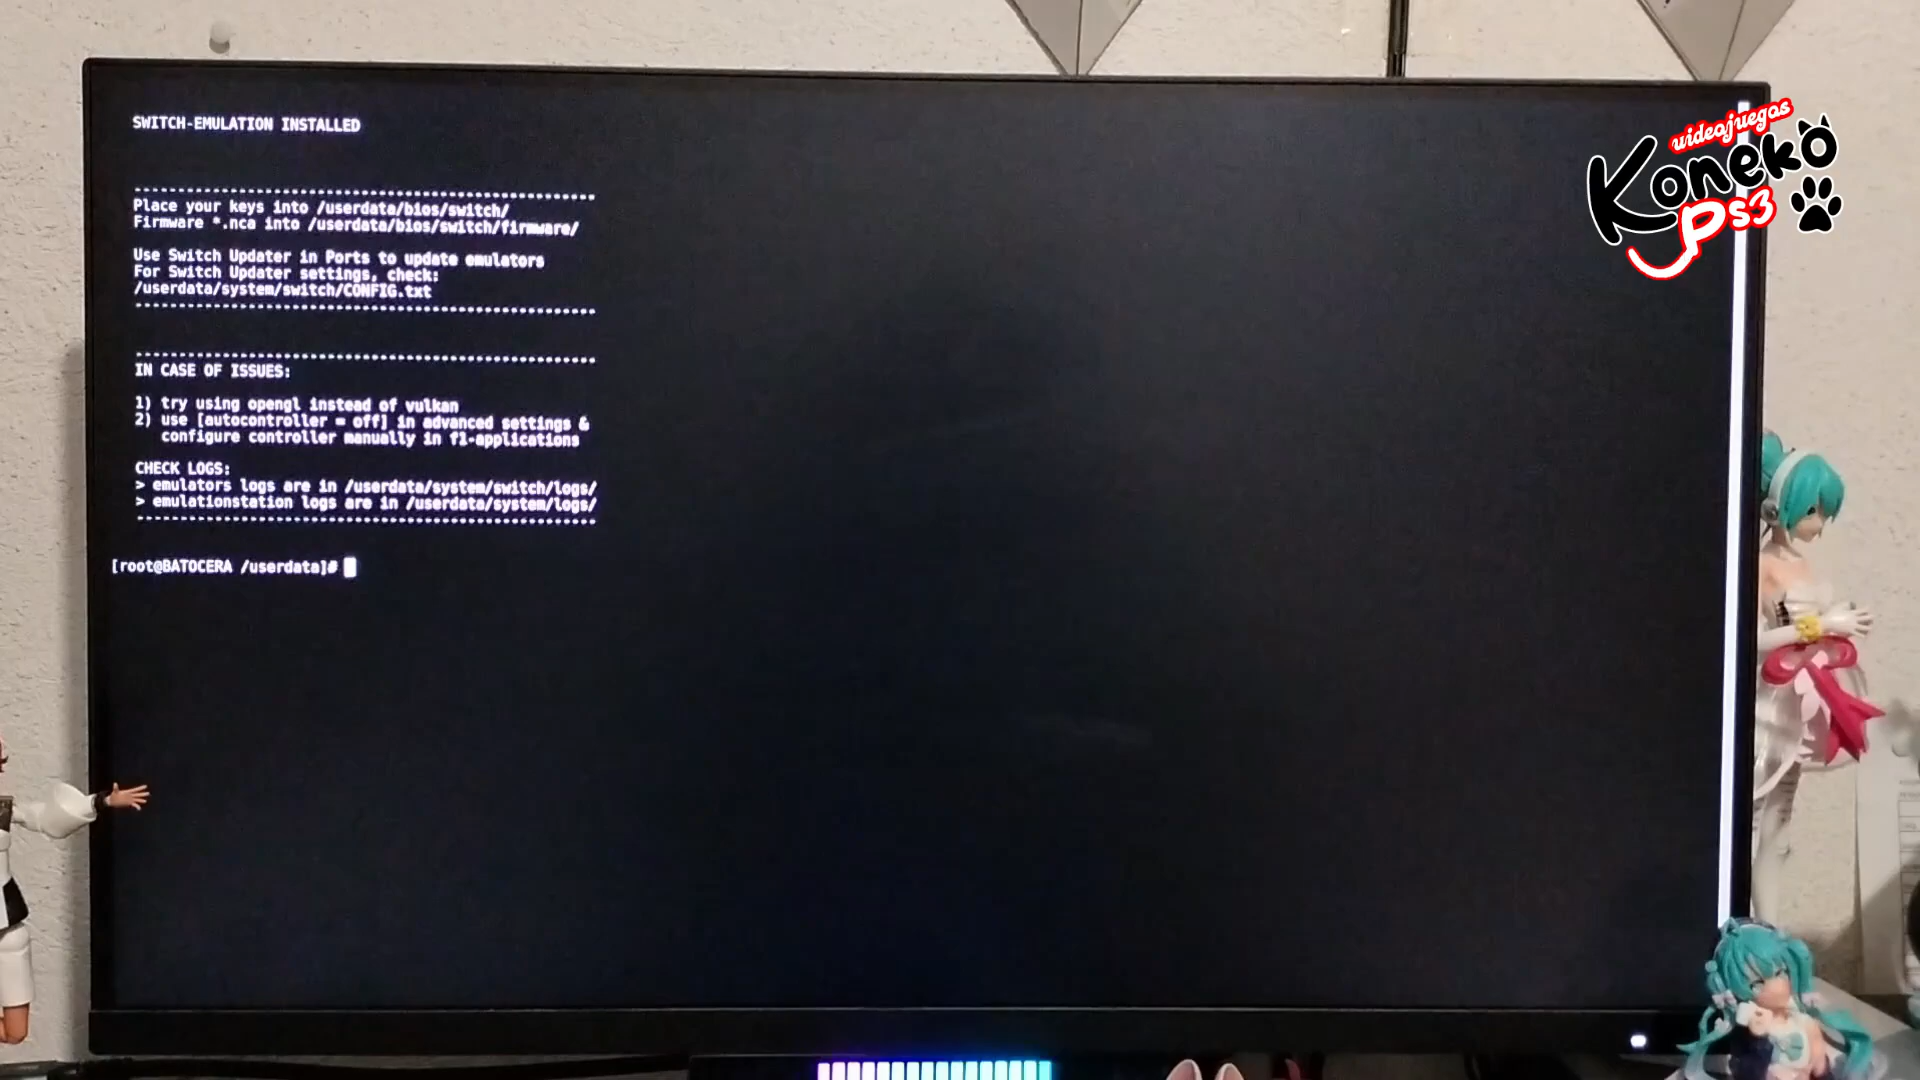 SWITCH-EMULATION INSTALLED
Place your keys into /userdata/bios/switch/
Firmware *.nca into /userdata/bios/switch/firmware/
Use Switch Updater in Ports to update emulators
For Switch Updater settings, check:
/userdata/system/switch/CONFIG.txt
IN CASE OF ISSUES:
1) try using opengl instead of vulkan
2) use [autocontroller = off] in advanced settings &
configure controller manually in f1-applications
CHECK LOGS:
> emulators logs are in /userdata/system/switch/logs/
> emulationstation logs are in /userdata/system/logs/
[root@BATOCERA /userdata]#
videojuegos
Koneko
Ps3